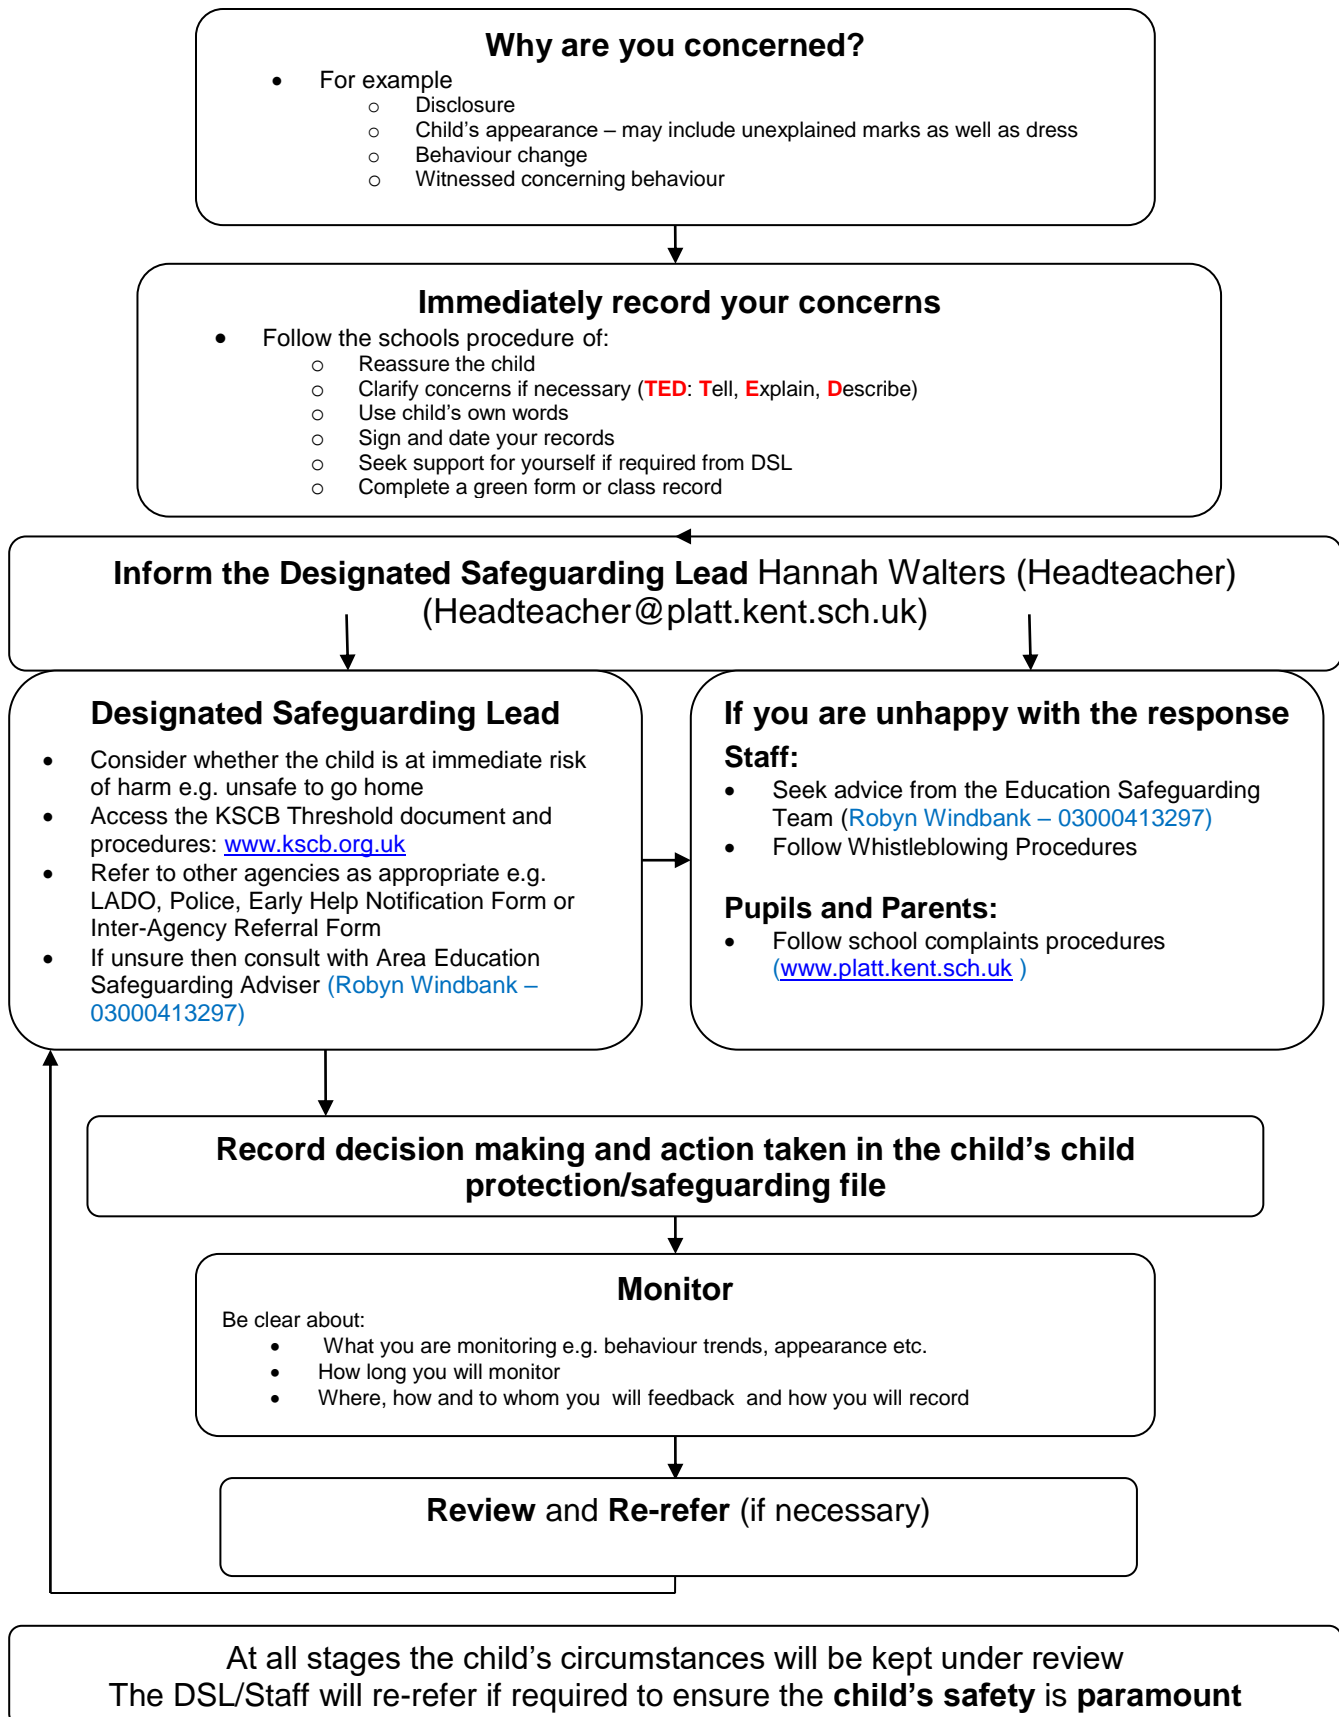 Why are you concerned?
• For example
o Disclosure
o Child's appearance – may include unexplained marks as well as dress
o Behaviour change
o Witnessed concerning behaviour
Immediately record your concerns
• Follow the schools procedure of:
o Reassure the child
o Clarify concerns if necessary (TED: Tell, Explain, Describe)
o Use child's own words
o Sign and date your records
o Seek support for yourself if required from DSL
o Complete a green form or class record
Inform the Designated Safeguarding Lead Hannah Walters (Headteacher)
(Headteacher@platt.kent.sch.uk)
Designated Safeguarding Lead
• Consider whether the child is at immediate risk
of harm e.g. unsafe to go home
• Access the KSCB Threshold document and
procedures: www.kscb.org.uk
• Refer to other agencies as appropriate e.g.
LADO, Police, Early Help Notification Form or
Inter-Agency Referral Form
• If unsure then consult with Area Education
Safeguarding Adviser (Robyn Windbank –
03000413297)
If you are unhappy with the response
Staff:
• Seek advice from the Education Safeguarding
Team (Robyn Windbank – 03000413297)
• Follow Whistleblowing Procedures
Pupils and Parents:
• Follow school complaints procedures
(www.platt.kent.sch.uk )
Record decision making and action taken in the child's child
protection/safeguarding file
Monitor
Be clear about:
• What you are monitoring e.g. behaviour trends, appearance etc.
• How long you will monitor
• Where, how and to whom you will feedback and how you will record
Review and Re-refer (if necessary)
At all stages the child's circumstances will be kept under review
The DSL/Staff will re-refer if required to ensure the child's safety is paramount